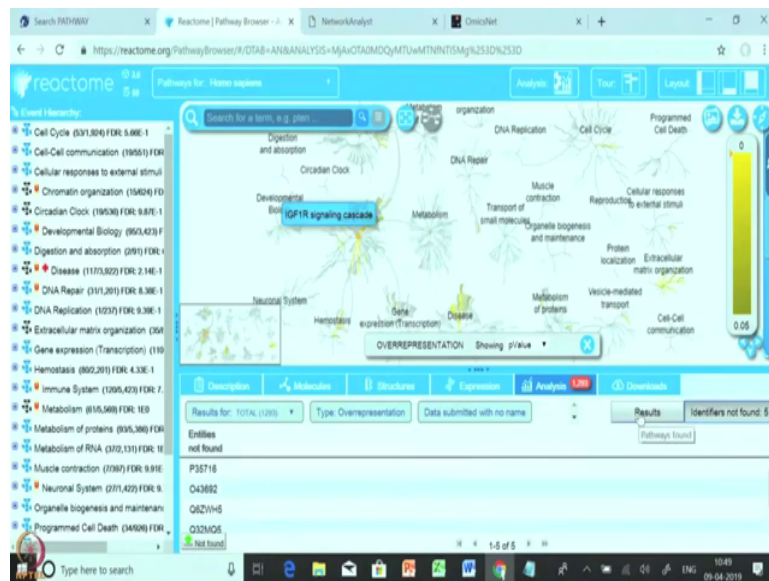 Search PATHWAY
Reactome | Pathway Browser - A
NetworkAnalyst
OmicsNet
https://reactome.org/PathwayBrowser/#/DTAB=AN&ANALYSIS=MjAxOTA0MDQyMTUwMTNfNTI5Mg%253D%253D
reactome
Pathways for: Homo sapiens
Analysis:
Tour:
Layout:
Event Hierarchy:
Cell Cycle (53/1,924) FDR: 5.66E-1
Cell-Cell communication (19/551) FDR
Cellular responses to external stimuli
Chromatin organization (15/624) FD
Circadian Clock (19/536) FDR: 9.87E-1
Developmental Biology (95/3,423) F
Digestion and absorption (2/91) FDR:
Disease (117/3,922) FDR: 2.14E-1
DNA Repair (31/1,201) FDR: 8.38E-1
DNA Replication (1/237) FDR: 9.39E-1
Extracellular matrix organization (35/
Gene expression (Transcription) (110
Hemostasis (80/2,201) FDR: 4.33E-1
Immune System (120/5,423) FDR: 7.
Metabolism (61/5,569) FDR: 1E0
Metabolism of proteins (93/5,386) FDR
Metabolism of RNA (37/2,131) FDR: 1E
Muscle contraction (7/397) FDR: 9.91E
Neuronal System (27/1,422) FDR: 9.
Organelle biogenesis and maintenanc
Programmed Cell Death (34/926) FDR
Search for a term, e.g. pten ...
organization
DNA Replication
Cell Cycle
Programmed
Cell Death
Digestion
and absorption
DNA Repair
Circadian Clock
Muscle
contraction
Cellular responses
to external stimuli
Reproduction
Developmental
IGF1R signaling cascade
Metabolism
Transport of
small molecules
Organelle biogenesis
and maintenance
Protein
localization
Extracellular
matrix organization
Neuronal System
Hemostasis
Gene
expression (Transcription)
Disease
Metabolism
of proteins
Vesicle-mediated
transport
Cell-Cell
communication
0
0.05
OVERREPRESENTATION Showing pValue
Description
Molecules
Structures
Expression
Analysis 1,293
Downloads
Results for: TOTAL (1293)
Type: Overrepresentation
Data submitted with no name
Results
Identifiers not found: 5
Pathways found
Entities
not found
P35716
O43692
Q6ZWH5
Q32MQ5
Not found
1-5 of 5
NPTEL
Type here to search
ENG
10:49
09-04-2019